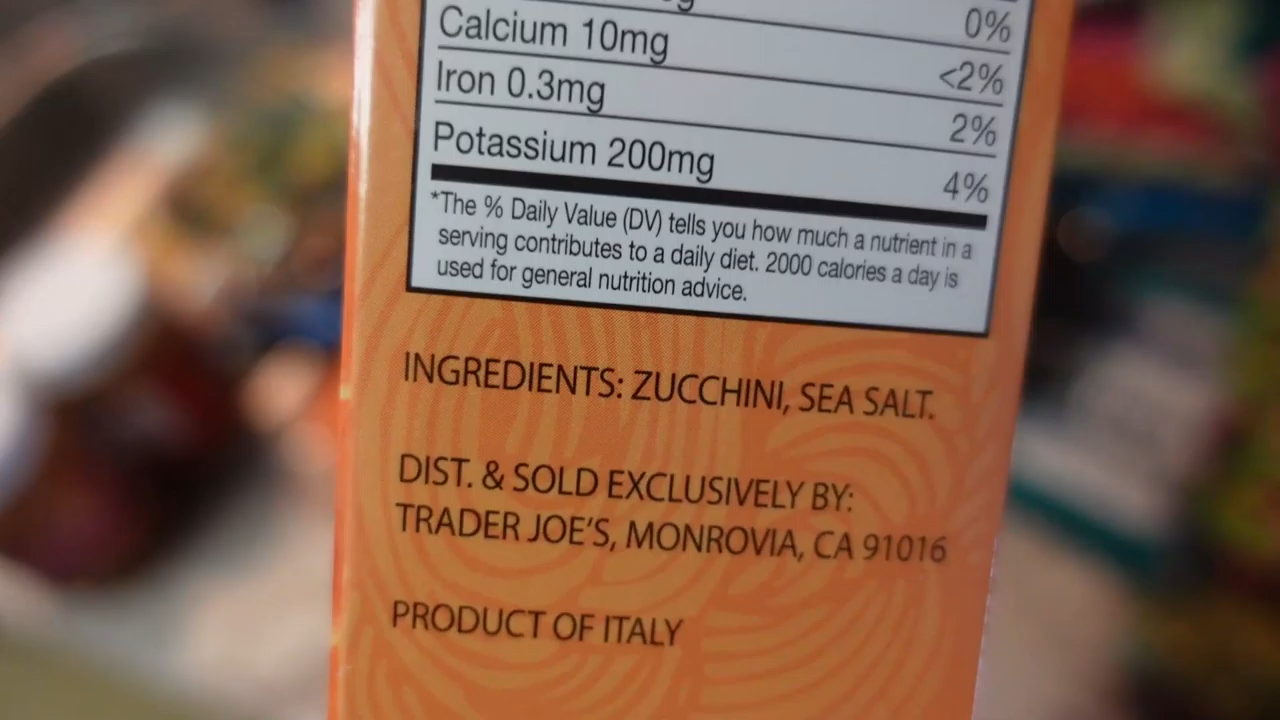 0%
Calcium 10mg <2%
Iron 0.3mg 2%
Potassium 200mg 4%
*The % Daily Value (DV) tells you how much a nutrient in a
serving contributes to a daily diet. 2000 calories a day is
used for general nutrition advice.
INGREDIENTS: ZUCCHINI, SEA SALT.
DIST. & SOLD EXCLUSIVELY BY:
TRADER JOE'S, MONROVIA, CA 91016
PRODUCT OF ITALY